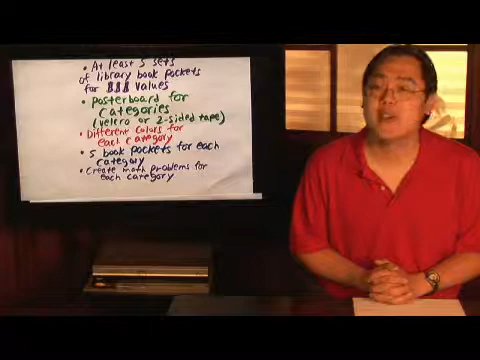 • At least 5 sets
of library book pockets
for $$$ values
• Posterboard for
categories
(velcro or 2-sided tape)
• Different colors for
each category
• 5 book pockets for each
category
• Create math problems for
each category